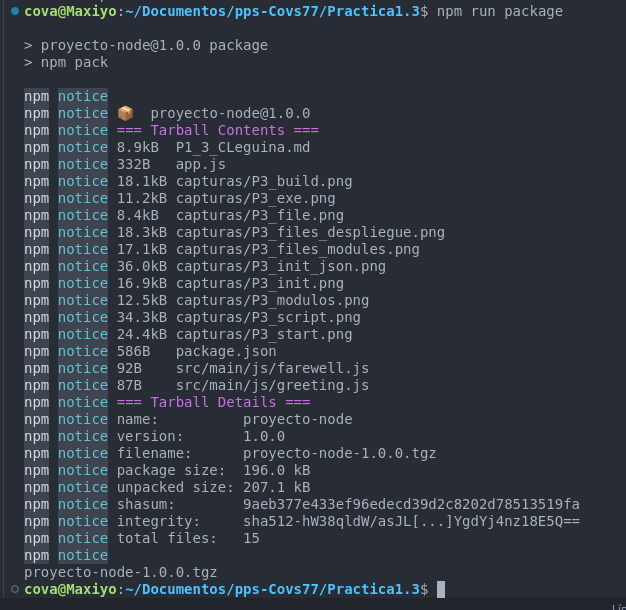 cova@Maxiyo:~/Documentos/pps-Covs77/Practica1.3$ npm run package
> proyecto-node@1.0.0 package
> npm pack
npm notice
npm notice 📦  proyecto-node@1.0.0
npm notice === Tarball Contents ===
npm notice 8.9kB  P1_3_CLeguina.md
npm notice 332B   app.js
npm notice 18.1kB capturas/P3_build.png
npm notice 11.2kB capturas/P3_exe.png
npm notice 8.4kB  capturas/P3_file.png
npm notice 18.3kB capturas/P3_files_despliegue.png
npm notice 17.1kB capturas/P3_files_modules.png
npm notice 36.0kB capturas/P3_init_json.png
npm notice 16.9kB capturas/P3_init.png
npm notice 12.5kB capturas/P3_modulos.png
npm notice 34.3kB capturas/P3_script.png
npm notice 24.4kB capturas/P3_start.png
npm notice 586B   package.json
npm notice 92B    src/main/js/farewell.js
npm notice 87B    src/main/js/greeting.js
npm notice === Tarball Details ===
npm notice name:          proyecto-node
npm notice version:       1.0.0
npm notice filename:      proyecto-node-1.0.0.tgz
npm notice package size:  196.0 kB
npm notice unpacked size: 207.1 kB
npm notice shasum:        9aeb377e433ef96edecd39d2c8202d78513519fa
npm notice integrity:     sha512-hW38qldW/asJL[...]YgdYj4nz18E5Q==
npm notice total files:   15
npm notice
proyecto-node-1.0.0.tgz
cova@Maxiyo:~/Documentos/pps-Covs77/Practica1.3$